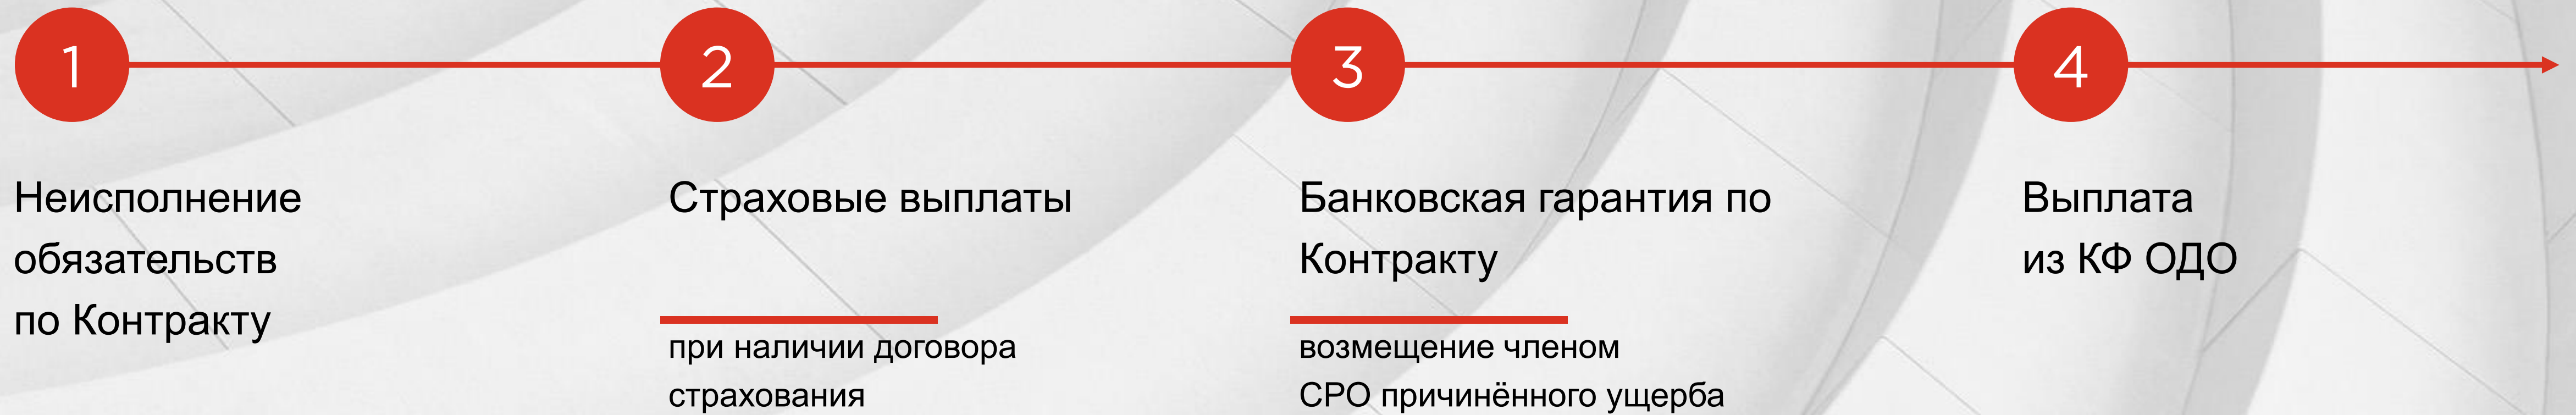 1
2
3
4
Неисполнение
обязательств
по Контракту
Страховые выплаты
при наличии договора
страхования
Банковская гарантия по
Контракту
возмещение членом
СРО причинённого ущерба
Выплата
из КФ ОДО